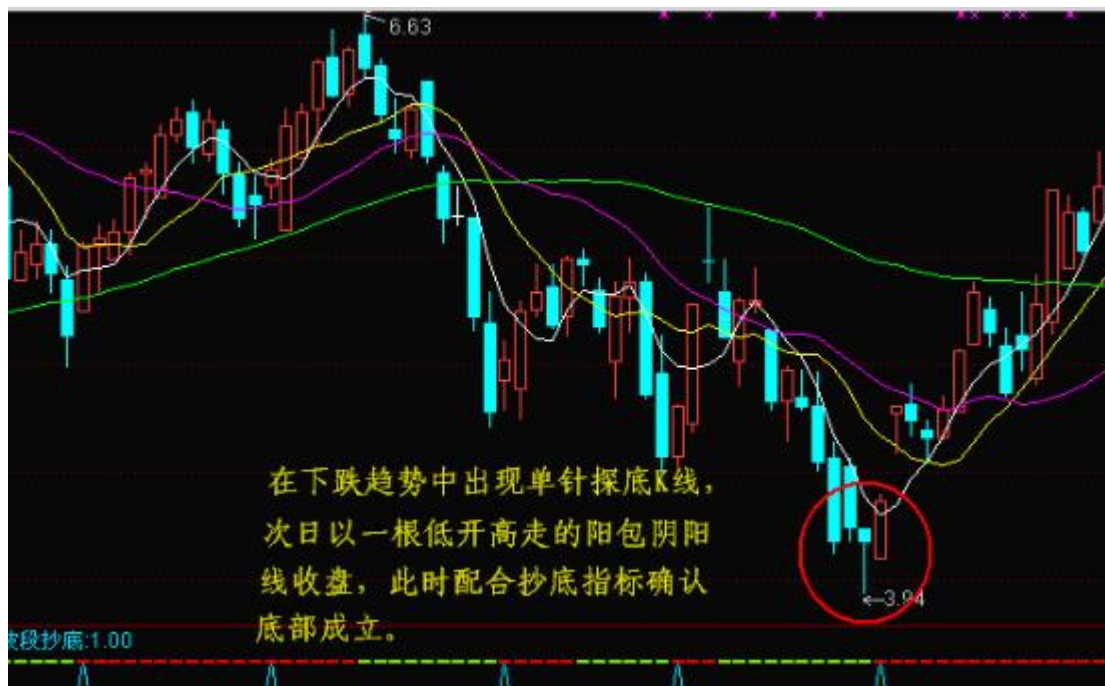 6.63
在下跌趋势中出现单针探底K线，
次日以一根低开高走的阳包阴阳
线收盘，此时配合抄底指标确认
底部成立。
3.94
波段抄底:1.00